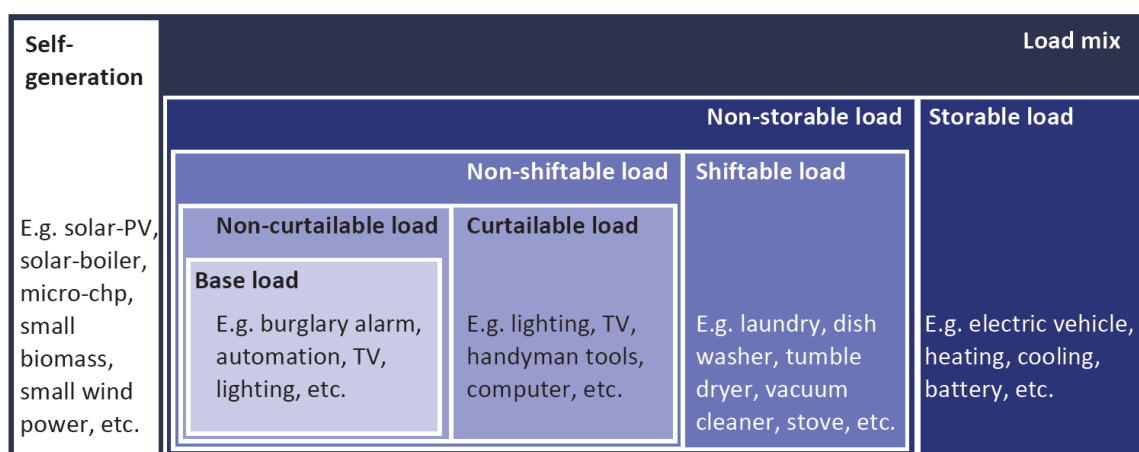 Self-
generation
Load mix
Non-storable load
Storable load
Non-shiftable load
Shiftable load
Non-curtailable load
Curtailable load
Base load
E.g. solar-PV,
solar-boiler,
micro-chp,
small
biomass,
small wind
power, etc.
E.g. burglary alarm,
automation, TV,
lighting, etc.
E.g. lighting, TV,
handyman tools,
computer, etc.
E.g. laundry, dish
washer, tumble
dryer, vacuum
cleaner, stove, etc.
E.g. electric vehicle,
heating, cooling,
battery, etc.